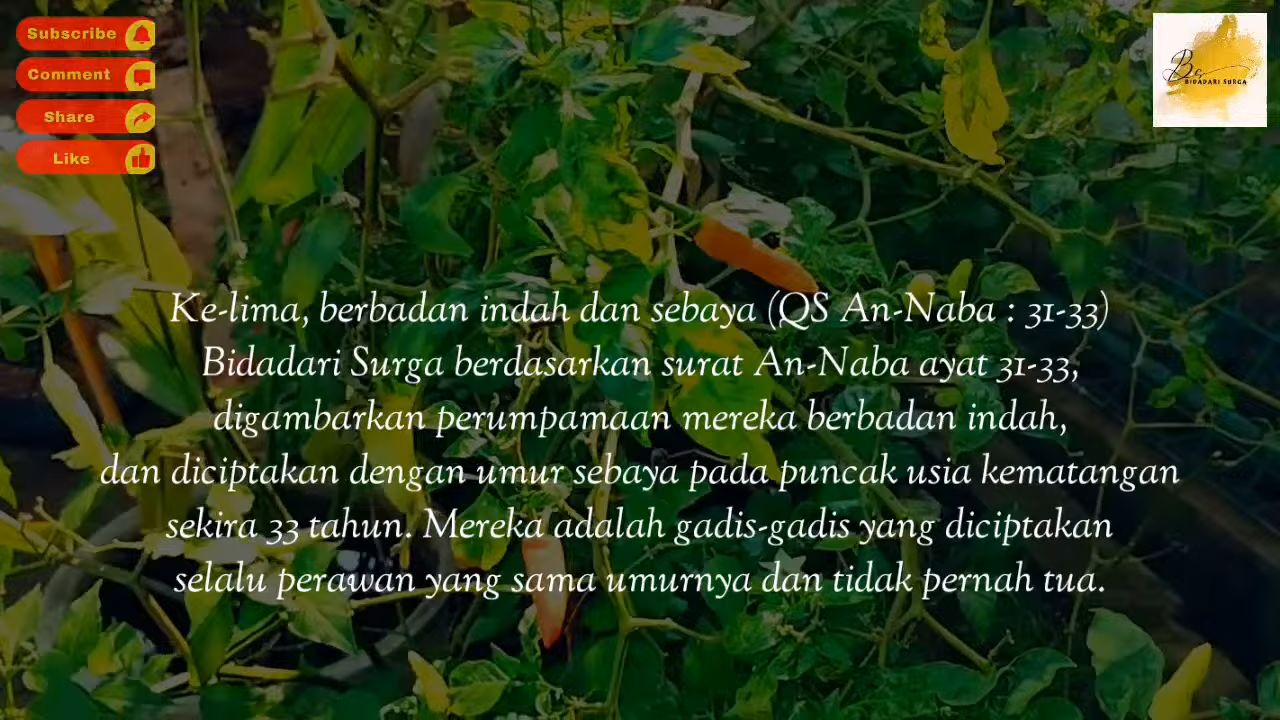 Subscribe
Comment
Share
Like
Bs
BIDADARI SURGA
Ke-lima, berbadan indah dan sebaya (QS An-Naba : 31-33)
Bidadari Surga berdasarkan surat An-Naba ayat 31-33,
digambarkan perumpamaan mereka berbadan indah,
dan diciptakan dengan umur sebaya pada puncak usia kematangan
sekira 33 tahun. Mereka adalah gadis-gadis yang diciptakan
selalu perawan yang sama umurnya dan tidak pernah tua.